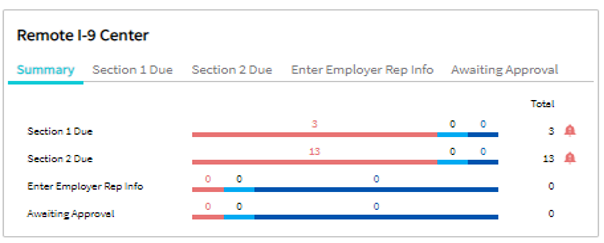 Remote I-9 Center
Summary Section 1 Due Section 2 Due Enter Employer Rep Info Awaiting Approval
Total
Section 1 Due 3 0 0 3
Section 2 Due 13 0 0 13
Enter Employer Rep Info 0 0 0 0
Awaiting Approval 0 0 0 0